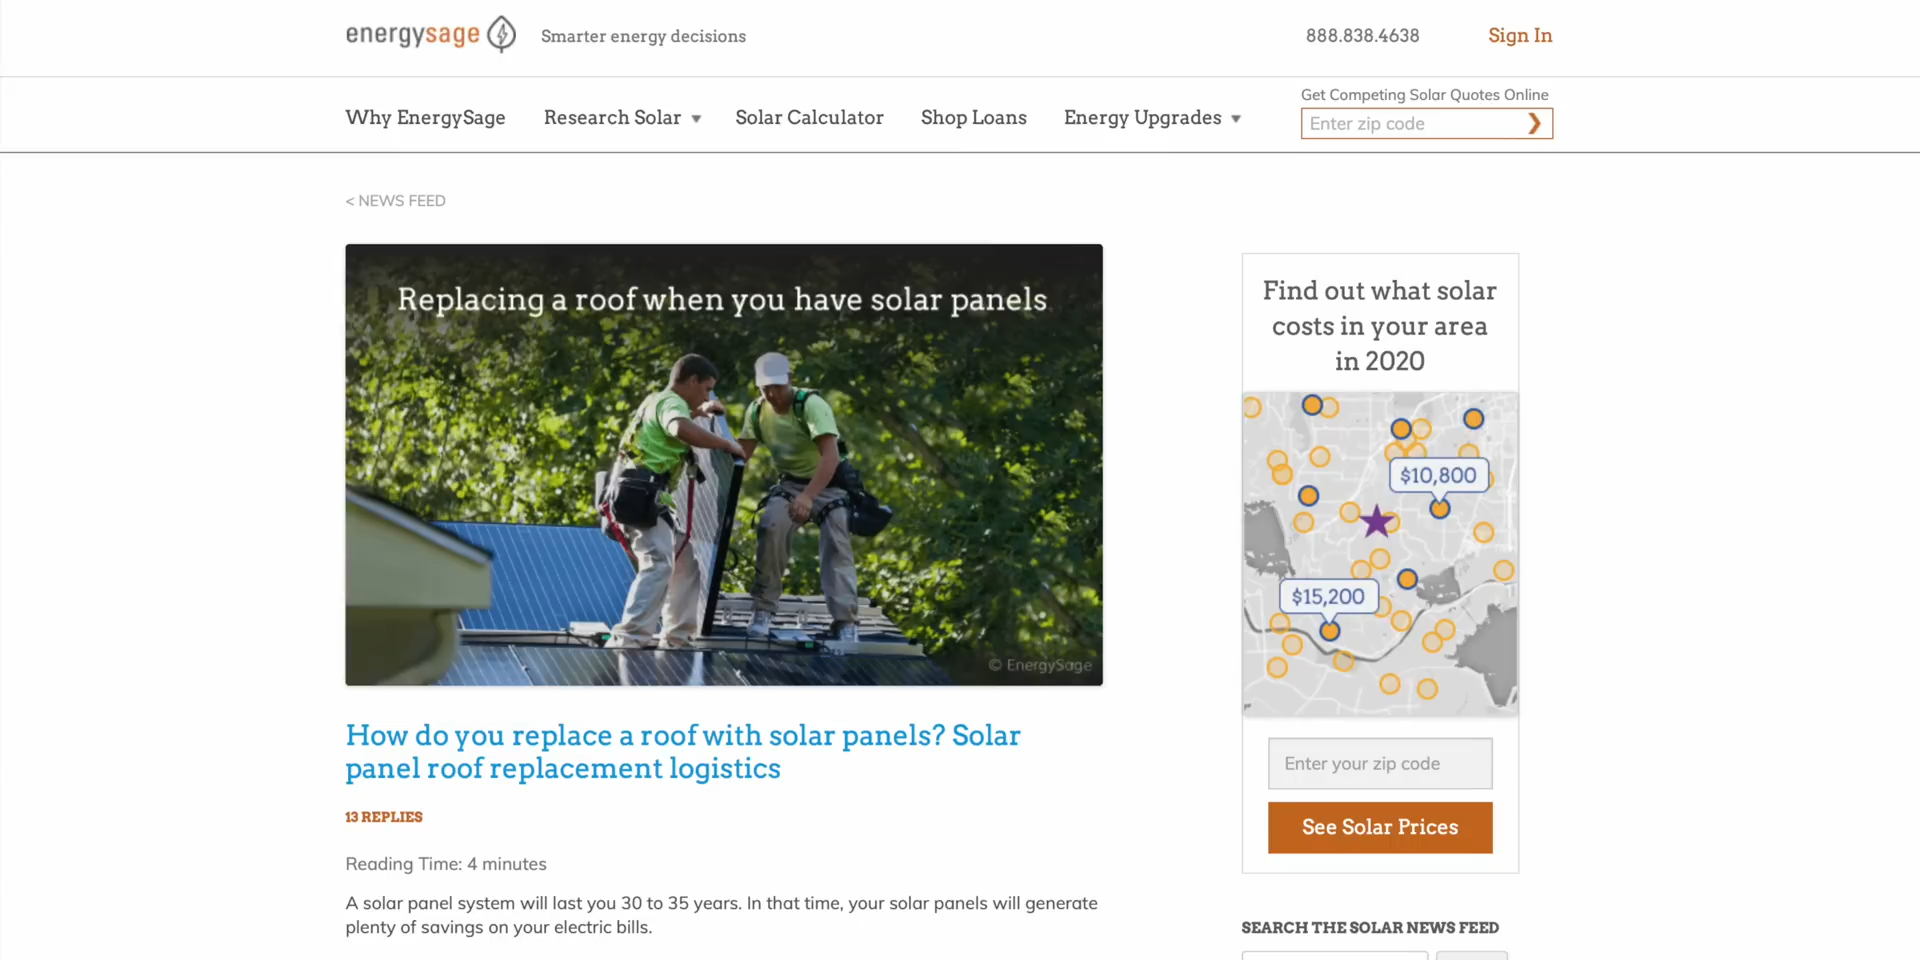 energysage
Smarter energy decisions
888.838.4638
Sign In
Why EnergySage
Research Solar
Solar Calculator
Shop Loans
Energy Upgrades
Get Competing Solar Quotes Online
Enter zip code
< NEWS FEED
Replacing a roof when you have solar panels
© EnergySage
How do you replace a roof with solar panels? Solar
panel roof replacement logistics
13 REPLIES
Reading Time: 4 minutes
A solar panel system will last you 30 to 35 years. In that time, your solar panels will generate
plenty of savings on your electric bills.
Find out what solar
costs in your area
in 2020
$10,800
$15,200
Enter your zip code
See Solar Prices
SEARCH THE SOLAR NEWS FEED